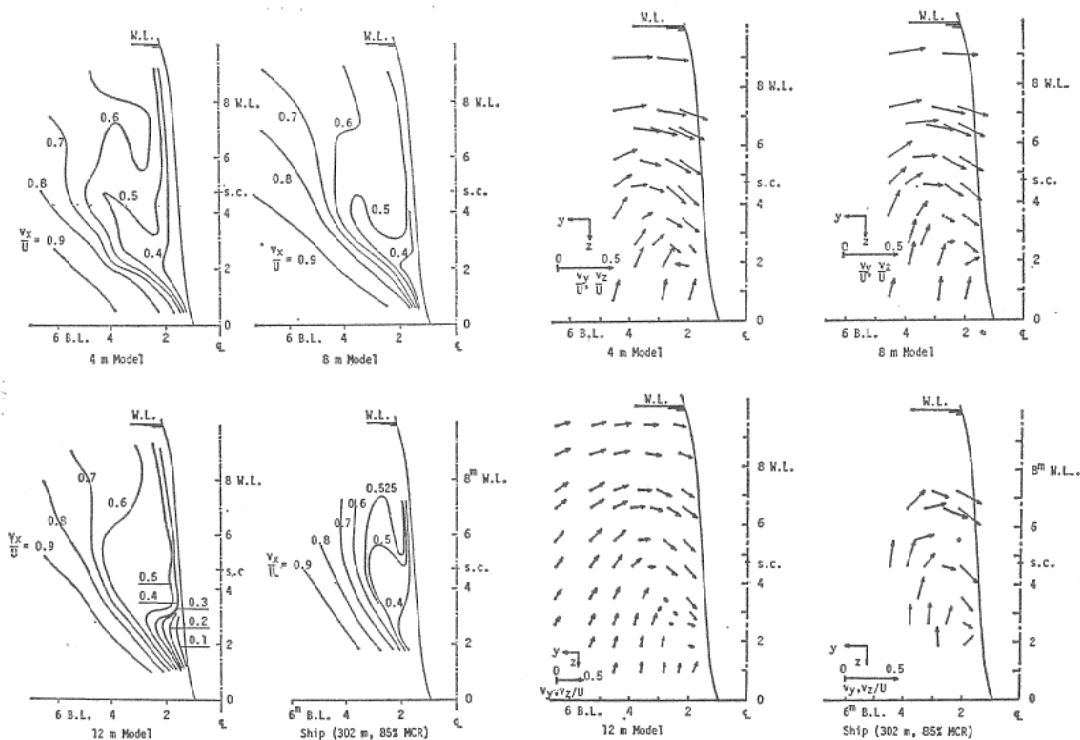 W.L.
8 W.L.
0.6
0.7
6
0.8
s.c.
0.5
4
vx/U = 0.9
0.4
2
0
6 B.L. 4 2
℄
4 m Model
W.L.
8 W.L.
0.7
0.6
6
0.8
s.c.
4
0.5
vx/U = 0.9
0.4
2
0
6 B.L. 4 2
℄
8 m Model
W.L.
8 W.L.
6
s.c.
4
y
z
0 0.5
vy/U, vz/U
2
0
6 B.L. 4 2
℄
4 m Model
W.L.
8 W.L.
6
s.c.
4
y
z
0 0.5
vy/U, vz/U
2
0
6 B.L. 4 2
℄
8 m Model
W.L.
8 W.L.
0.7
0.6
6
0.8
vx/U = 0.9
s.c
0.5
4
0.4
0.3
0.2
2
0.1
0
6 B.L. 4 2
℄
12 m Model
W.L.
8m W.L.
0.525
0.6
0.7
6
0.8
0.5
vx/U = 0.9
s.c.
4
0.4
2
0
6m B.L. 4 2
℄
Ship (302 m, 85% MCR)
W.L.
8 W.L.
6
s.c.
4
2
y
z
0 0.5
vy,vz/U
0
6 B.L. 4 2
℄
12 m Model
W.L.
8m W.L.
6
s.c.
4
2
y
z
0 0.5
vy,vz/U
0
6m B.L. 4 2
℄
Ship (302 m, 85% MCR)